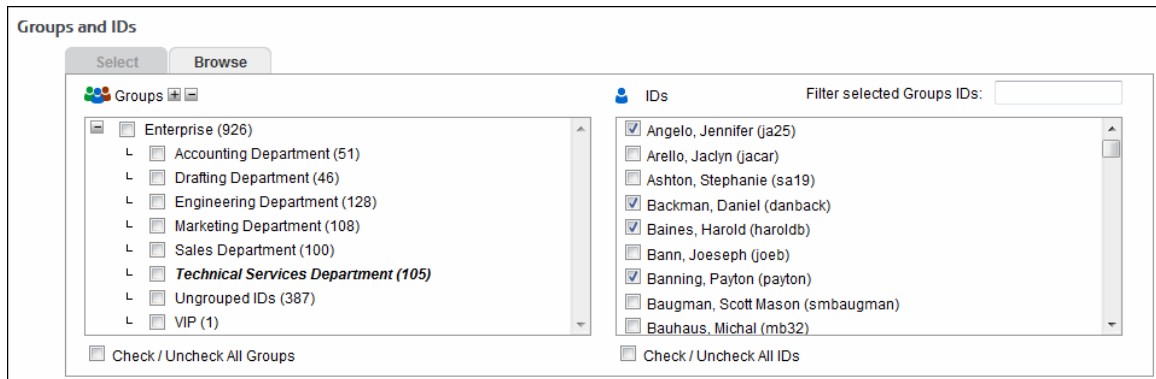 Groups and IDs
Select
Browse
Groups
IDs
Filter selected Groups IDs:
Enterprise (926)
Accounting Department (51)
Drafting Department (46)
Engineering Department (128)
Marketing Department (108)
Sales Department (100)
Technical Services Department (105)
Ungrouped IDs (387)
VIP (1)
Check / Uncheck All Groups
Angelo, Jennifer (ja25)
Arello, Jaclyn (jacar)
Ashton, Stephanie (sa19)
Backman, Daniel (danback)
Baines, Harold (haroldb)
Bann, Joeseph (joeb)
Banning, Payton (payton)
Baugman, Scott Mason (smbaugman)
Bauhaus, Michal (mb32)
Check / Uncheck All IDs